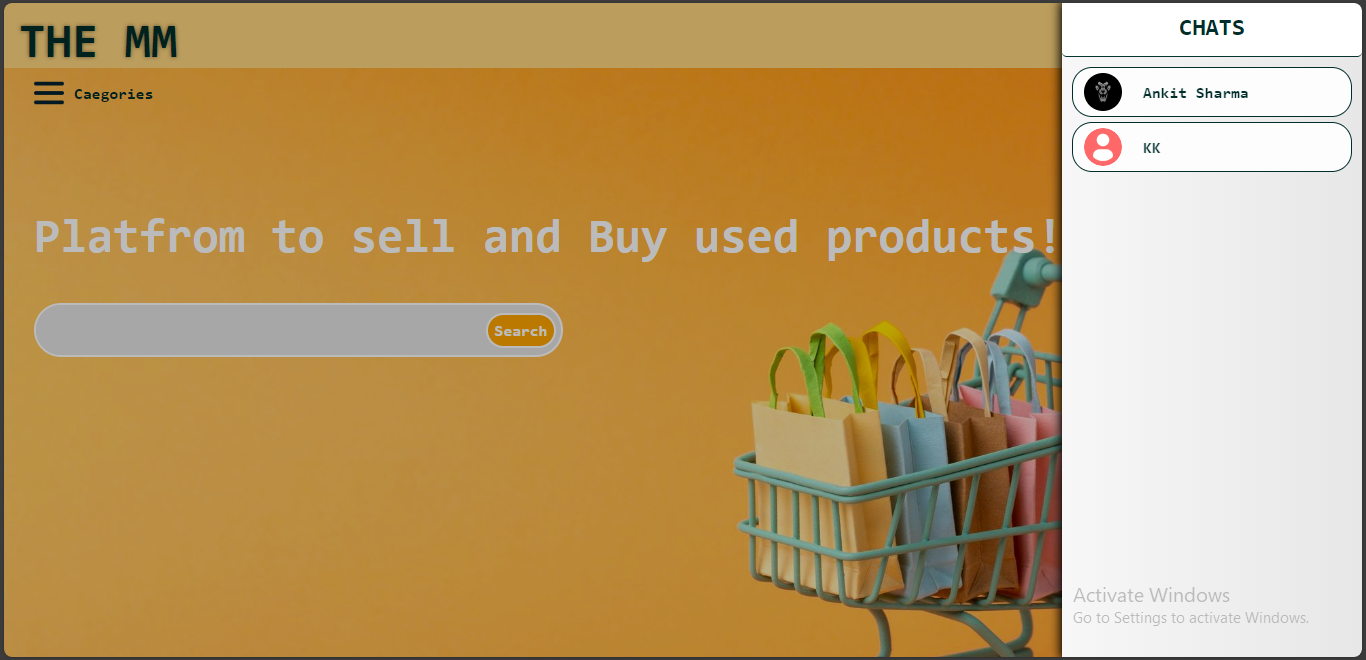 THE MM
CHATS
Caegories
Ankit Sharma
KK
Platfrom to sell and Buy used products!
Search
Activate Windows
Go to Settings to activate Windows.